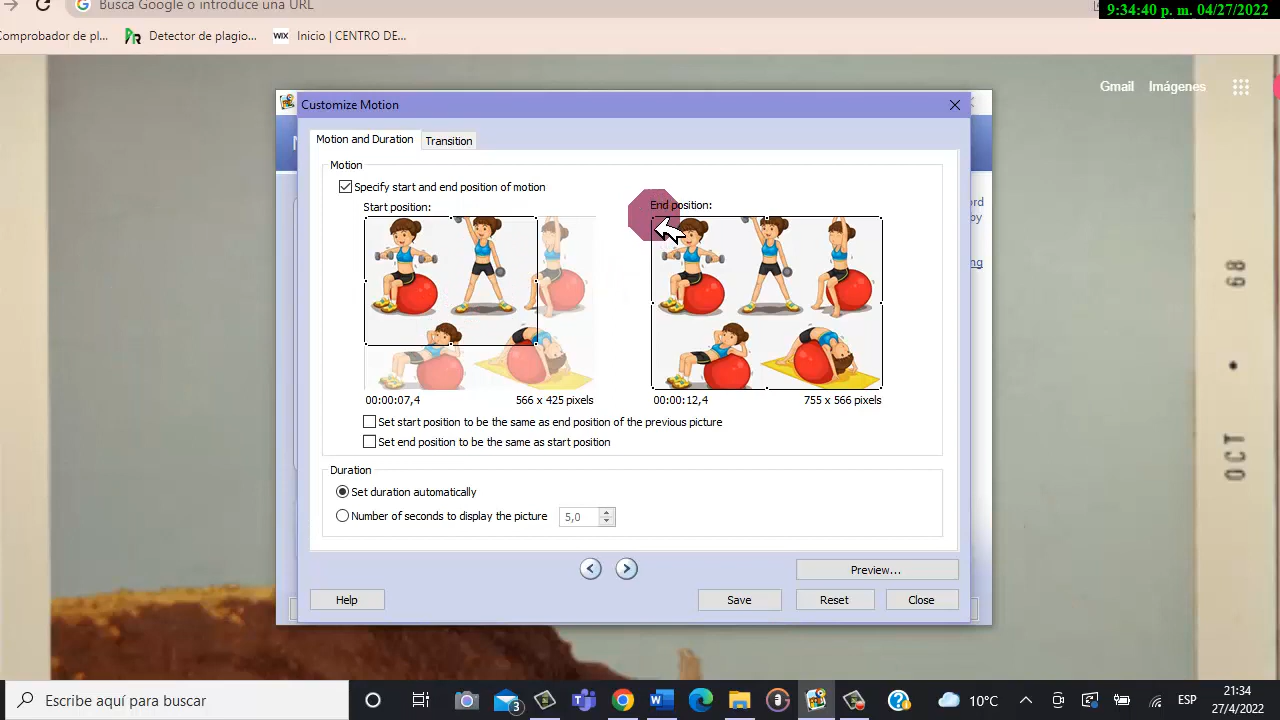 Busca Google o introduce una URL
9:34:40 p. m. 04/27/2022
Comprobador de pl...
Detector de plagio...
WIX
Inicio | CENTRO DE...
Gmail
Imágenes
Customize Motion
Motion and Duration
Transition
Motion
Specify start and end position of motion
Start position:
End position:
00:00:07,4
566 x 425 pixels
00:00:12,4
755 x 566 pixels
Set start position to be the same as end position of the previous picture
Set end position to be the same as start position
Duration
Set duration automatically
Number of seconds to display the picture
5,0
Preview...
Help
Save
Reset
Close
by
68
OCT
Escribe aquí para buscar
3
10°C
ESP
21:34
27/4/2022